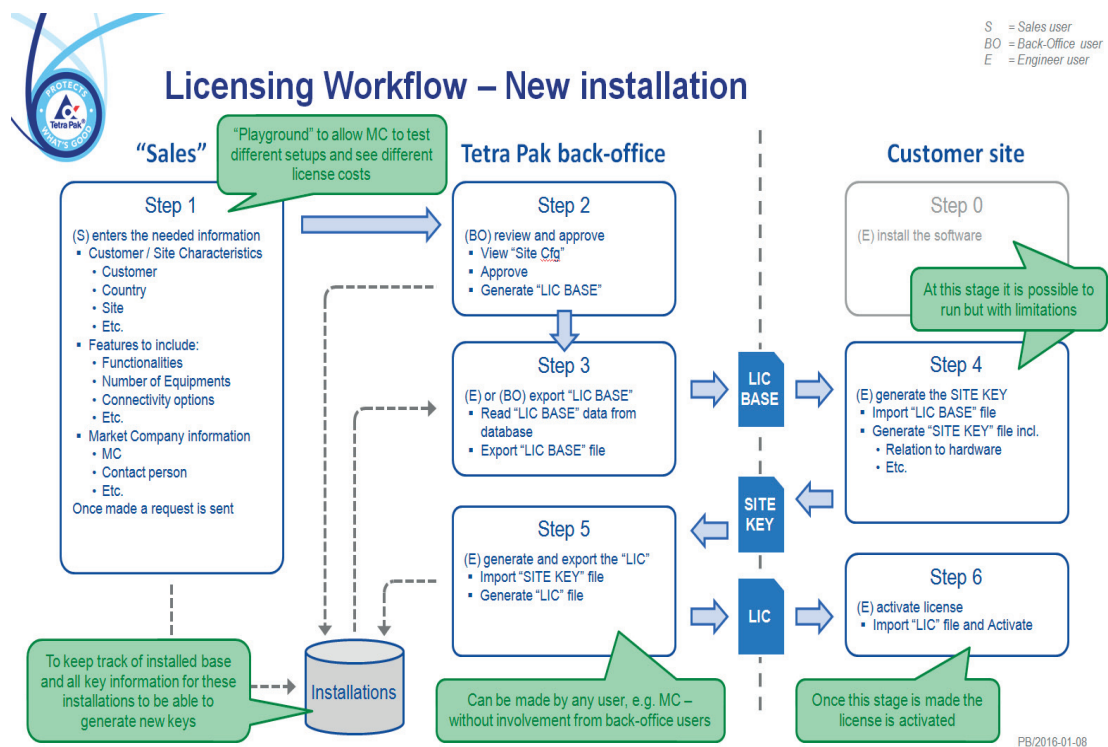 S = Sales user
BO = Back-Office user
E = Engineer user
PROTECTS
Tetra Pak®
WHAT'S GOOD
Licensing Workflow – New installation
"Sales"
"Playground" to allow MC to test
different setups and see different
license costs
Tetra Pak back-office
Customer site
Step 1
(S) enters the needed information
▪ Customer / Site Characteristics
• Customer
• Country
• Site
• Etc.
▪ Features to include:
• Functionalities
• Number of Equipments
• Connectivity options
• Etc.
▪ Market Company information
• MC
• Contact person
• Etc.
Once made a request is sent
Step 2
(BO) review and approve
▪ View "Site Cfg"
▪ Approve
▪ Generate "LIC BASE"
Step 0
(E) install the software
At this stage it is possible to
run but with limitations
Step 3
(E) or (BO) export "LIC BASE"
▪ Read "LIC BASE" data from
database
▪ Export "LIC BASE" file
LIC
BASE
Step 4
(E) generate the SITE KEY
▪ Import "LIC BASE" file
▪ Generate "SITE KEY" file incl.
• Relation to hardware
• Etc.
SITE
KEY
Step 5
(E) generate and export the "LIC"
▪ Import "SITE KEY" file
▪ Generate "LIC" file
LIC
Step 6
(E) activate license
▪ Import "LIC" file and Activate
To keep track of installed base
and all key information for these
installations to be able to
generate new keys
Installations
Can be made by any user, e.g. MC –
without involvement from back-office users
Once this stage is made the
license is activated
PB/2016-01-08